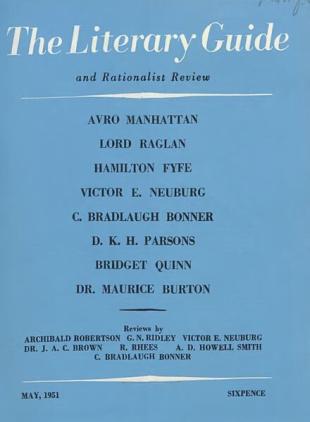 The Literary Guide
and Rationalist Review
AVRO MANHATTAN
LORD RAGLAN
HAMILTON FYFE
VICTOR E. NEUBURG
C. BRADLAUGH BONNER
D. K. H. PARSONS
BRIDGET QUINN
DR. MAURICE BURTON
Reviews by
ARCHIBALD ROBERTSON G. N. RIDLEY VICTOR E. NEUBURG
DR. J. A. C. BROWN R. RHEES A. D. HOWELL SMITH
C. BRADLAUGH BONNER
MAY, 1951 SIXPENCE